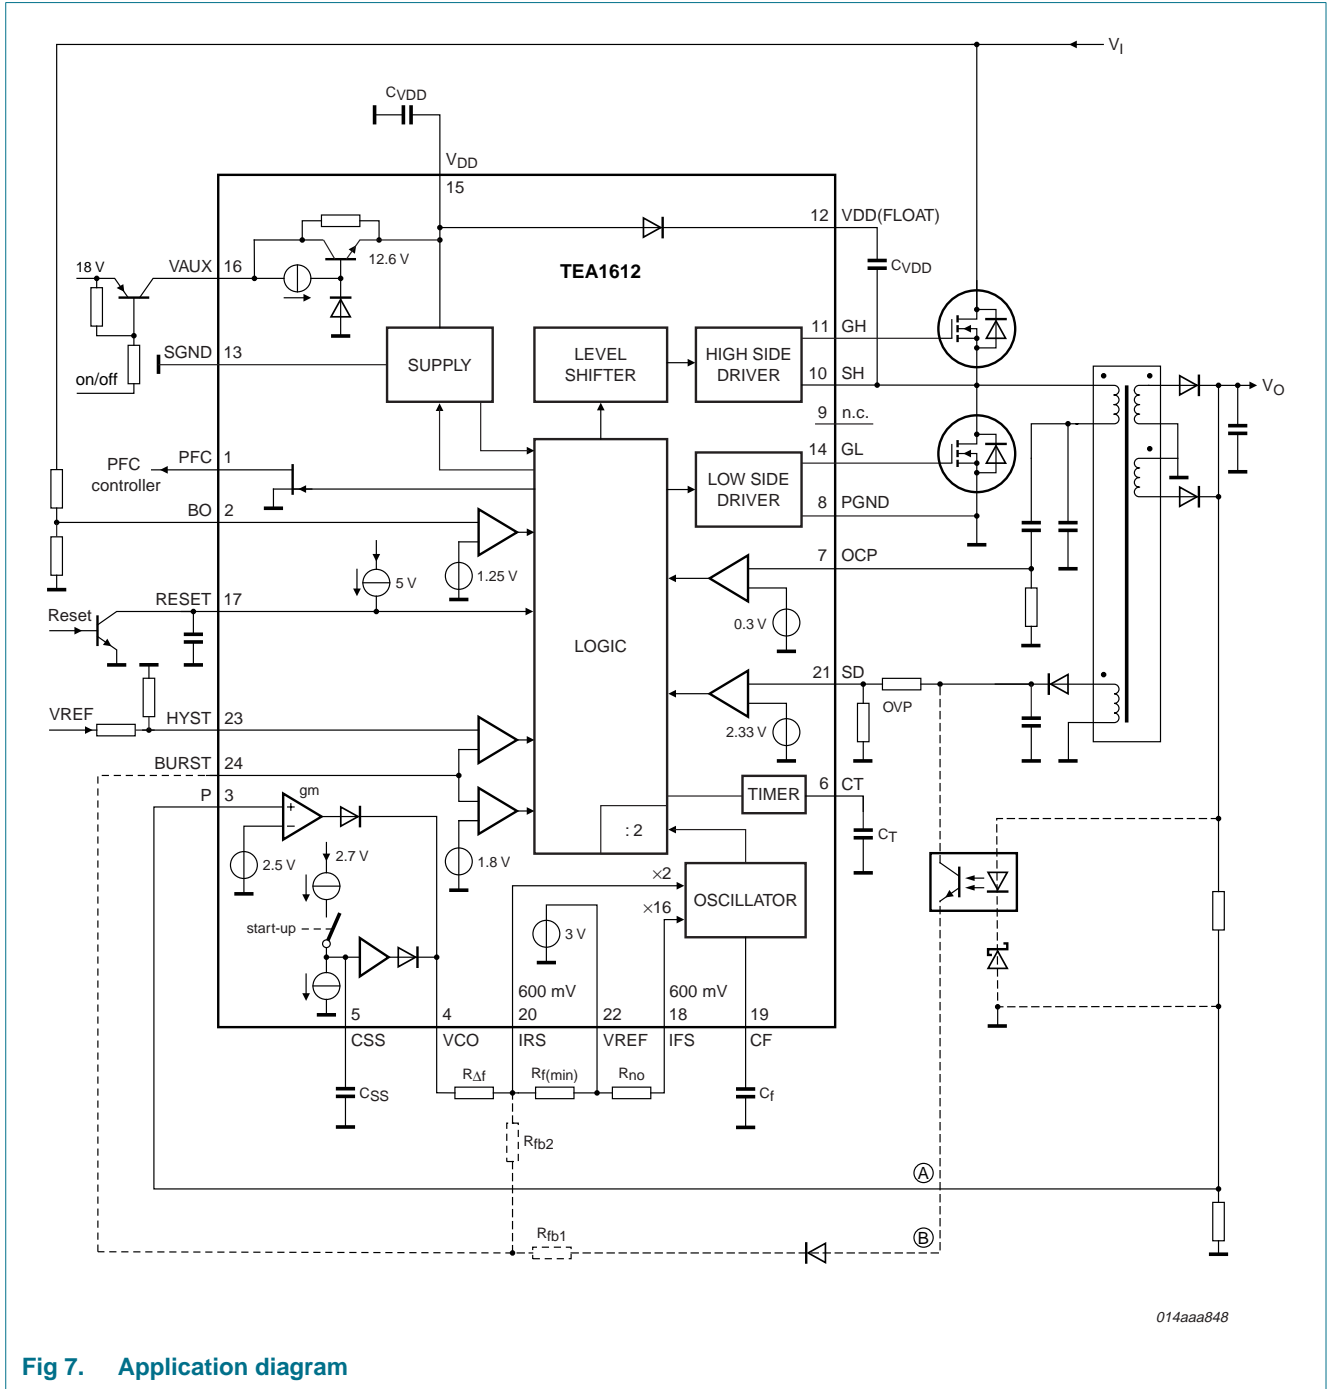 VI
CVDD
VDD
15
12 VDD(FLOAT)
12.6 V
TEA1612
CVDD
18 V
VAUX 16
11 GH
SGND 13
SUPPLY
LEVEL
SHIFTER
HIGH SIDE
DRIVER
on/off
10 SH
VO
9 n.c.
PFC 1
PFC
controller
14 GL
LOW SIDE
DRIVER
BO 2
8 PGND
1.25 V
7 OCP
5 V
RESET 17
Reset
0.3 V
LOGIC
21 SD
OVP
VREF
HYST 23
2.33 V
BURST 24
P 3
gm
+
−
TIMER
6 CT
: 2
CT
2.5 V
2.7 V
1.8 V
×2
OSCILLATOR
×16
start-up
3 V
600 mV
600 mV
5 4 20 22 18 19
CSS VCO IRS VREF IFS CF
RΔf
Rf(min)
Rno
CSS
Cf
Rfb2
A
Rfb1
B
014aaa848
Fig 7. Application diagram